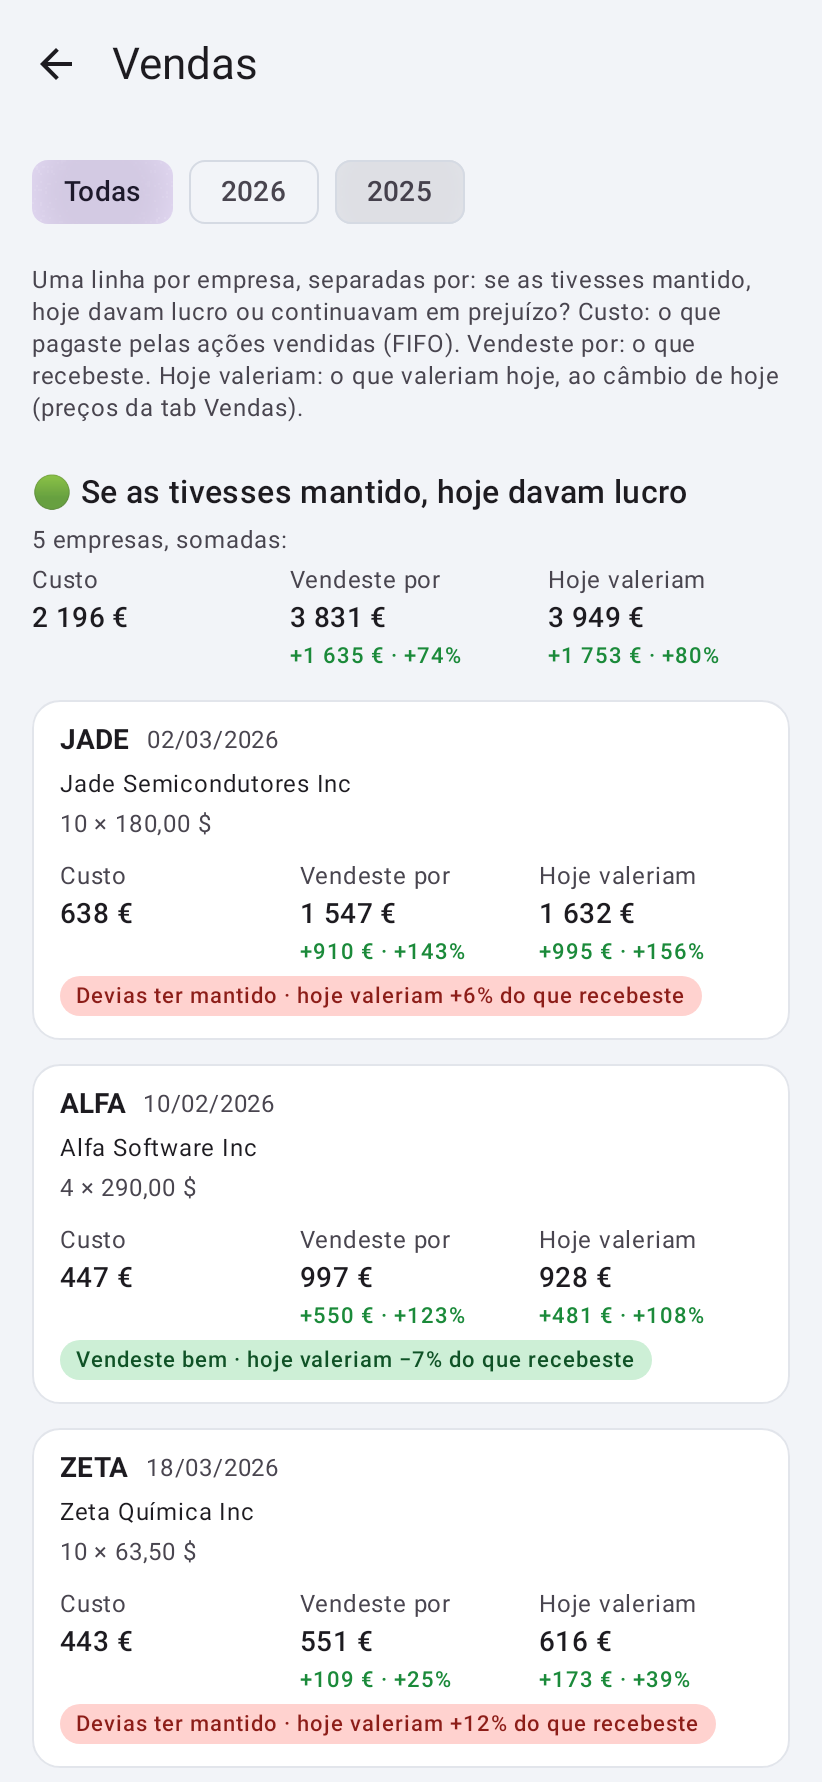 Vendas
Todas
2026
2025
Uma linha por empresa, separadas por: se as tivesses mantido,
hoje davam lucro ou continuavam em prejuízo? Custo: o que
pagaste pelas ações vendidas (FIFO). Vendeste por: o que
recebeste. Hoje valeriam: o que valeriam hoje, ao câmbio de hoje
(preços da tab Vendas).
Se as tivesses mantido, hoje davam lucro
5 empresas, somadas:
Custo Vendeste por Hoje valeriam
2 196 € 3 831 € 3 949 €
+1 635 € · +74% +1 753 € · +80%
JADE 02/03/2026
Jade Semicondutores Inc
10 × 180,00 $
Custo Vendeste por Hoje valeriam
638 € 1 547 € 1 632 €
+910 € · +143% +995 € · +156%
Devias ter mantido · hoje valeriam +6% do que recebeste
ALFA 10/02/2026
Alfa Software Inc
4 × 290,00 $
Custo Vendeste por Hoje valeriam
447 € 997 € 928 €
+550 € · +123% +481 € · +108%
Vendeste bem · hoje valeriam −7% do que recebeste
ZETA 18/03/2026
Zeta Química Inc
10 × 63,50 $
Custo Vendeste por Hoje valeriam
443 € 551 € 616 €
+109 € · +25% +173 € · +39%
Devias ter mantido · hoje valeriam +12% do que recebeste